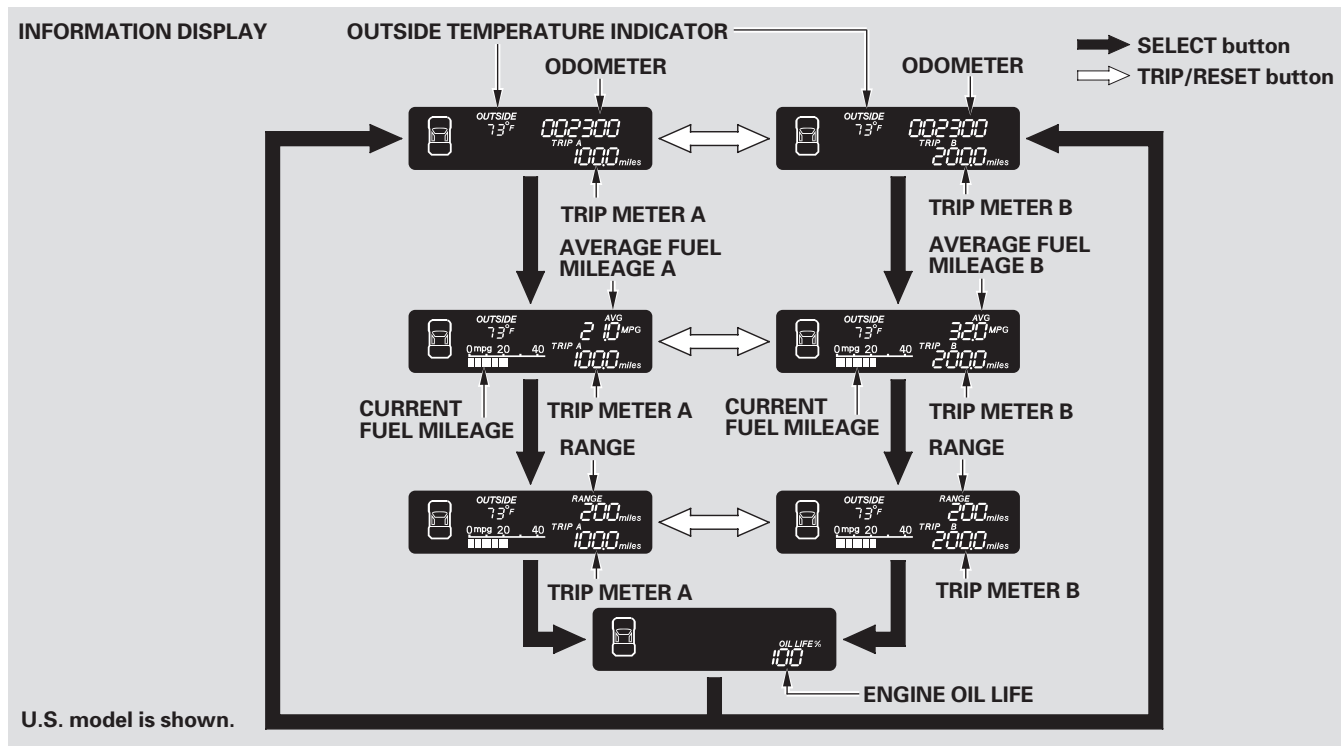 INFORMATION DISPLAY
OUTSIDE TEMPERATURE INDICATOR
SELECT button
TRIP/RESET button
ODOMETER
ODOMETER
OUTSIDE
73°F
002300
TRIP A
100.0 miles
OUTSIDE
73°F
002300
TRIP B
200.0 miles
TRIP METER A
TRIP METER B
AVERAGE FUEL
MILEAGE A
AVERAGE FUEL
MILEAGE B
OUTSIDE
73°F
AVG
21.0 MPG
0mpg 20 40
TRIP A
100.0 miles
OUTSIDE
73°F
AVG
32.0 MPG
0mpg 20 40
TRIP B
200.0 miles
CURRENT
FUEL MILEAGE
TRIP METER A
CURRENT
FUEL MILEAGE
TRIP METER B
RANGE
RANGE
OUTSIDE
73°F
RANGE
200 miles
0mpg 20 40
TRIP A
100.0 miles
OUTSIDE
73°F
RANGE
200 miles
0mpg 20 40
TRIP B
200.0 miles
TRIP METER A
TRIP METER B
OIL LIFE %
100
ENGINE OIL LIFE
U.S. model is shown.